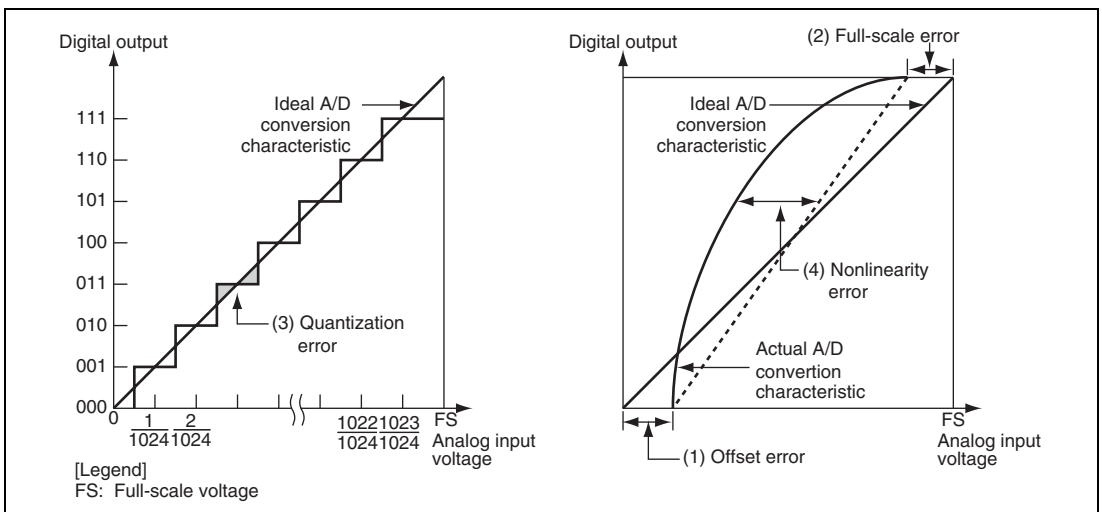 Digital output
111
110
101
100
011
010
001
000
Ideal A/D
conversion
characteristic
(3) Quantization
error
0
1
1024
2
1024
1022
1024
1023
1024
FS
Analog input
voltage
[Legend]
FS: Full-scale voltage
Digital output
(2) Full-scale error
Ideal A/D
conversion
characteristic
(4) Nonlinearity
error
Actual A/D
convertion
characteristic
FS
Analog input
voltage
(1) Offset error